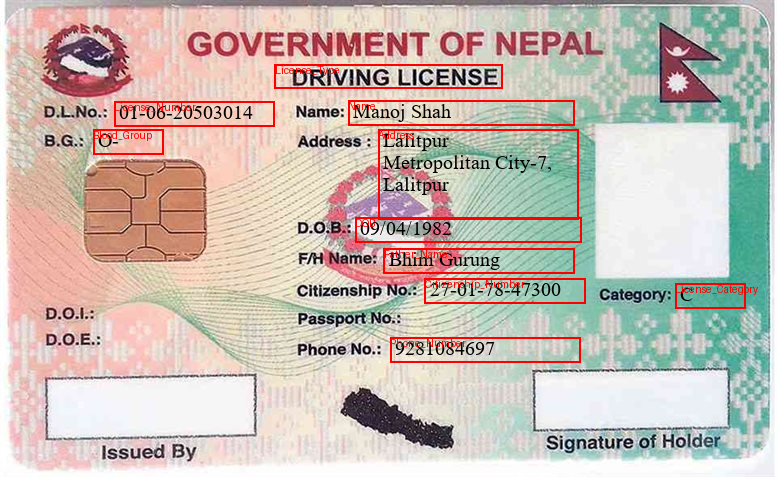 GOVERNMENT OF NEPAL
License_Type
DRIVING LICENSE
D.L.No.: License_Number 01-06-20503014
Name: Name Manoj Shah
B.G.: Blood_Group O-
Address : Address Lalitpur
Metropolitan City-7,
Lalitpur
D.O.B.: DOB 09/04/1982
F/H Name: Father_Name Bhim Gurung
Citizenship No.: Citizenship_Number 27-01-78-47300
Category: License_Category C
D.O.I.:
Passport No.:
D.O.E.:
Phone No.: Phone_Number 9281084697
Issued By
Signature of Holder